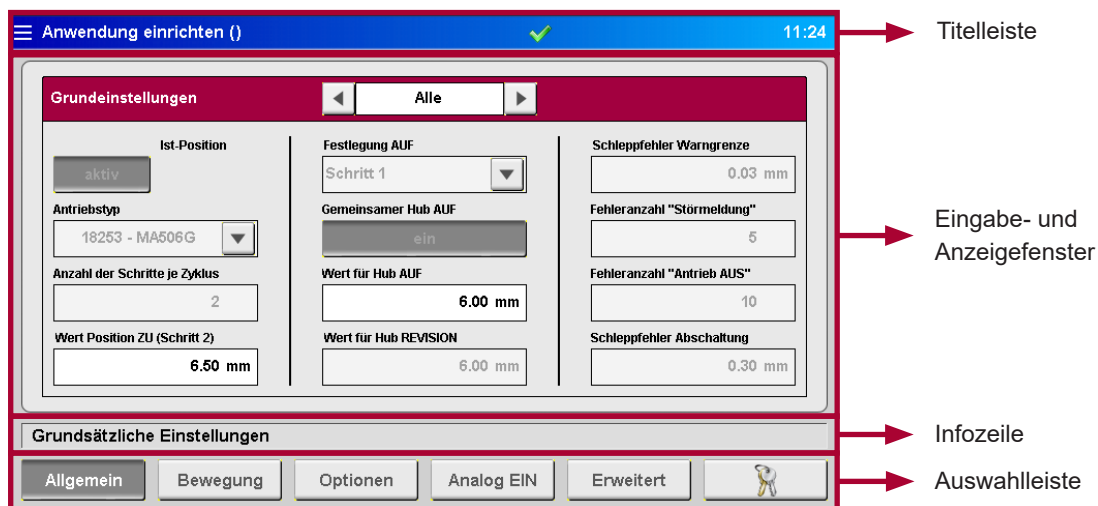 Anwendung einrichten ()
11:24
Titelleiste
Grundeinstellungen
Alle
Ist-Position
aktiv
Antriebstyp
18253 - MA506G
Anzahl der Schritte je Zyklus
2
Wert Position ZU (Schritt 2)
6.50 mm
Festlegung AUF
Schritt 1
Gemeinsamer Hub AUF
ein
Wert für Hub AUF
6.00 mm
Wert für Hub REVISION
6.00 mm
Schleppfehler Warngrenze
0.03 mm
Fehleranzahl "Störmeldung"
5
Fehleranzahl "Antrieb AUS"
10
Schleppfehler Abschaltung
0.30 mm
Eingabe- und
Anzeigefenster
Grundsätzliche Einstellungen
Infozeile
Allgemein
Bewegung
Optionen
Analog EIN
Erweitert
Auswahlleiste